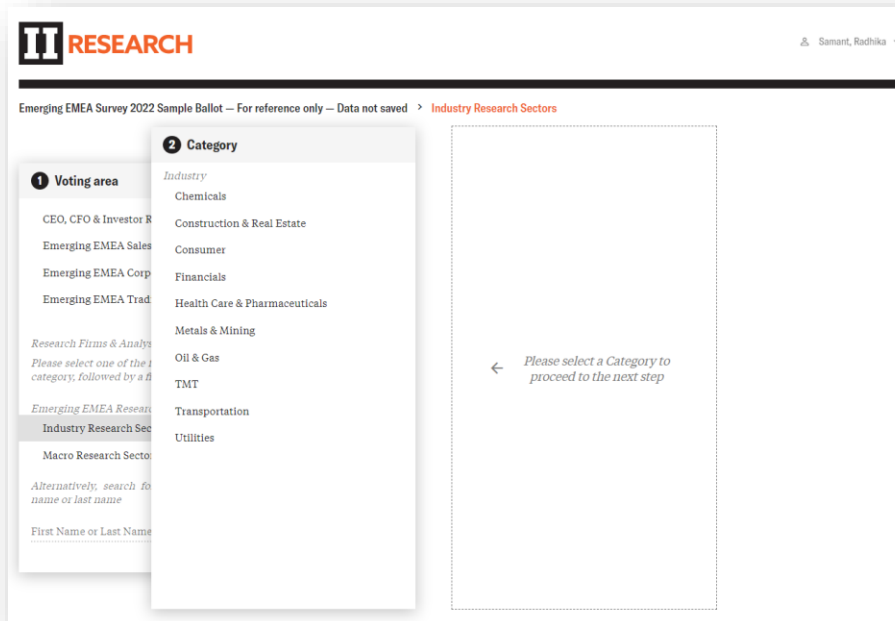 II RESEARCH
Samant, Radhika
Emerging EMEA Survey 2022 Sample Ballot — For reference only — Data not saved > Industry Research Sectors
1 Voting area
CEO, CFO & Investor R
Emerging EMEA Sales
Emerging EMEA Corp
Emerging EMEA Trad
Research Firms & Analys
Please select one of the
category, followed by a
Emerging EMEA Resear
Industry Research Sec
Macro Research Secto
Alternatively, search fo
name or last name
First Name or Last Name
2 Category
Industry
Chemicals
Construction & Real Estate
Consumer
Financials
Health Care & Pharmaceuticals
Metals & Mining
Oil & Gas
TMT
Transportation
Utilities
← Please select a Category to
proceed to the next step